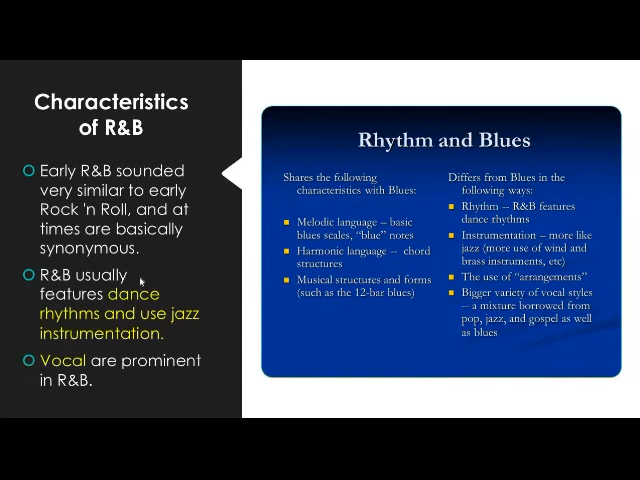 Characteristics
of R&B
Early R&B sounded
very similar to early
Rock 'n Roll, and at
times are basically
synonymous.
R&B usually
features dance
rhythms and use jazz
instrumentation.
Vocal are prominent
in R&B.
Rhythm and Blues
Shares the following
characteristics with Blues:
Melodic language -- basic
blues scales, "blue" notes
Harmonic language -- chord
structures
Musical structures and forms
(such as the 12-bar blues)
Differs from Blues in the
following ways:
Rhythm -- R&B features
dance rhythms
Instrumentation -- more like
jazz (more use of wind and
brass instruments, etc)
The use of "arrangements"
Bigger variety of vocal styles
-- a mixture borrowed from
pop, jazz, and gospel as well
as blues